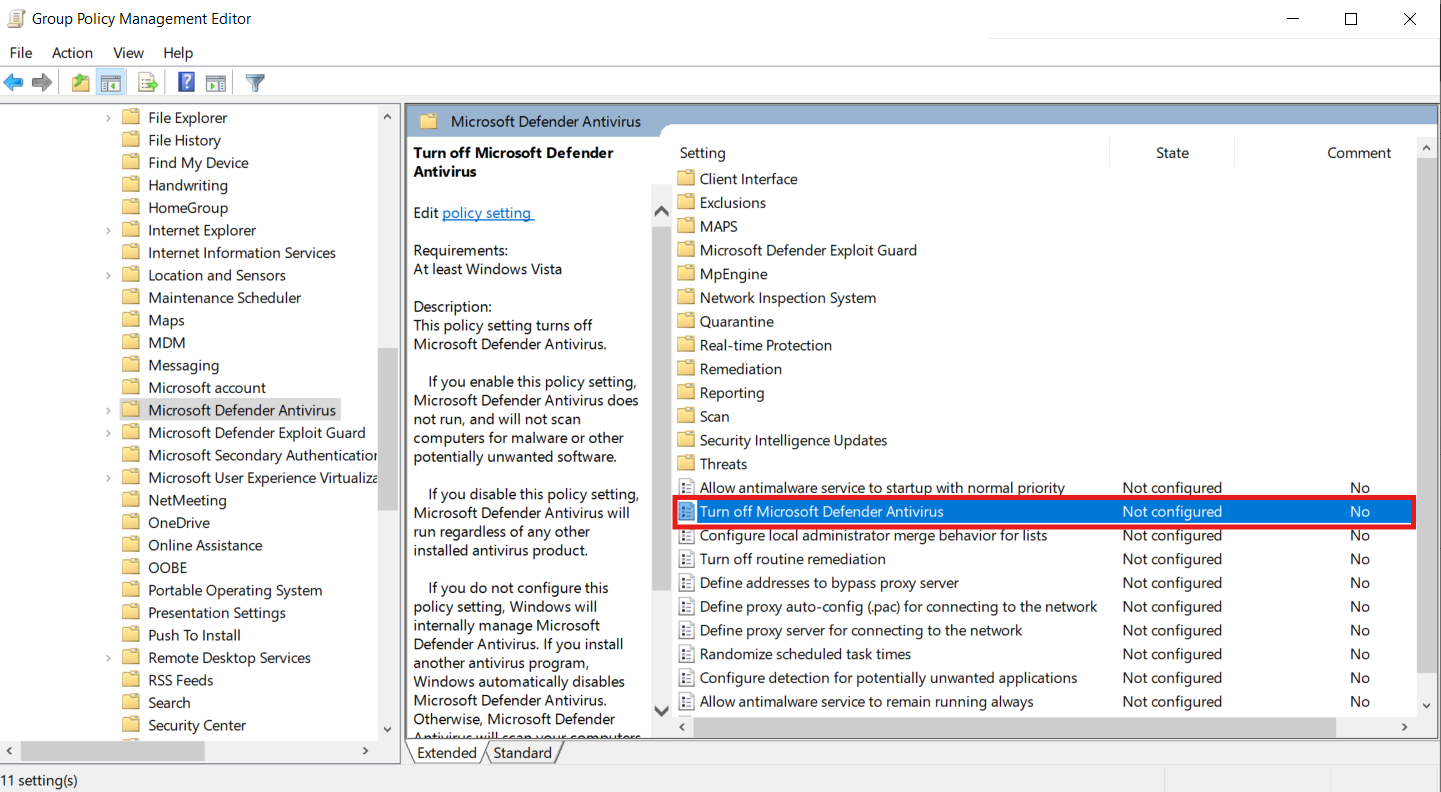 Group Policy Management Editor
File Action View Help
File Explorer
File History
Find My Device
Handwriting
HomeGroup
Internet Explorer
Internet Information Services
Location and Sensors
Maintenance Scheduler
Maps
MDM
Messaging
Microsoft account
Microsoft Defender Antivirus
Microsoft Defender Exploit Guard
Microsoft Secondary Authentication
Microsoft User Experience Virtualiza
NetMeeting
OneDrive
Online Assistance
OOBE
Portable Operating System
Presentation Settings
Push To Install
Remote Desktop Services
RSS Feeds
Search
Security Center
Microsoft Defender Antivirus
Turn off Microsoft Defender
Antivirus
Edit policy setting
Requirements:
At least Windows Vista
Description:
This policy setting turns off
Microsoft Defender Antivirus.
If you enable this policy setting,
Microsoft Defender Antivirus does
not run, and will not scan
computers for malware or other
potentially unwanted software.
If you disable this policy setting,
Microsoft Defender Antivirus will
run regardless of any other
installed antivirus product.
If you do not configure this
policy setting, Windows will
internally manage Microsoft
Defender Antivirus. If you install
another antivirus program,
Windows automatically disables
Microsoft Defender Antivirus.
Otherwise, Microsoft Defender
Antivirus will scan your computers
Setting State Comment
Client Interface
Exclusions
MAPS
Microsoft Defender Exploit Guard
MpEngine
Network Inspection System
Quarantine
Real-time Protection
Remediation
Reporting
Scan
Security Intelligence Updates
Threats
Allow antimalware service to startup with normal priority Not configured No
Turn off Microsoft Defender Antivirus Not configured No
Configure local administrator merge behavior for lists Not configured No
Turn off routine remediation Not configured No
Define addresses to bypass proxy server Not configured No
Define proxy auto-config (.pac) for connecting to the network Not configured No
Define proxy server for connecting to the network Not configured No
Randomize scheduled task times Not configured No
Configure detection for potentially unwanted applications Not configured No
Allow antimalware service to remain running always Not configured No
Extended Standard
11 setting(s)